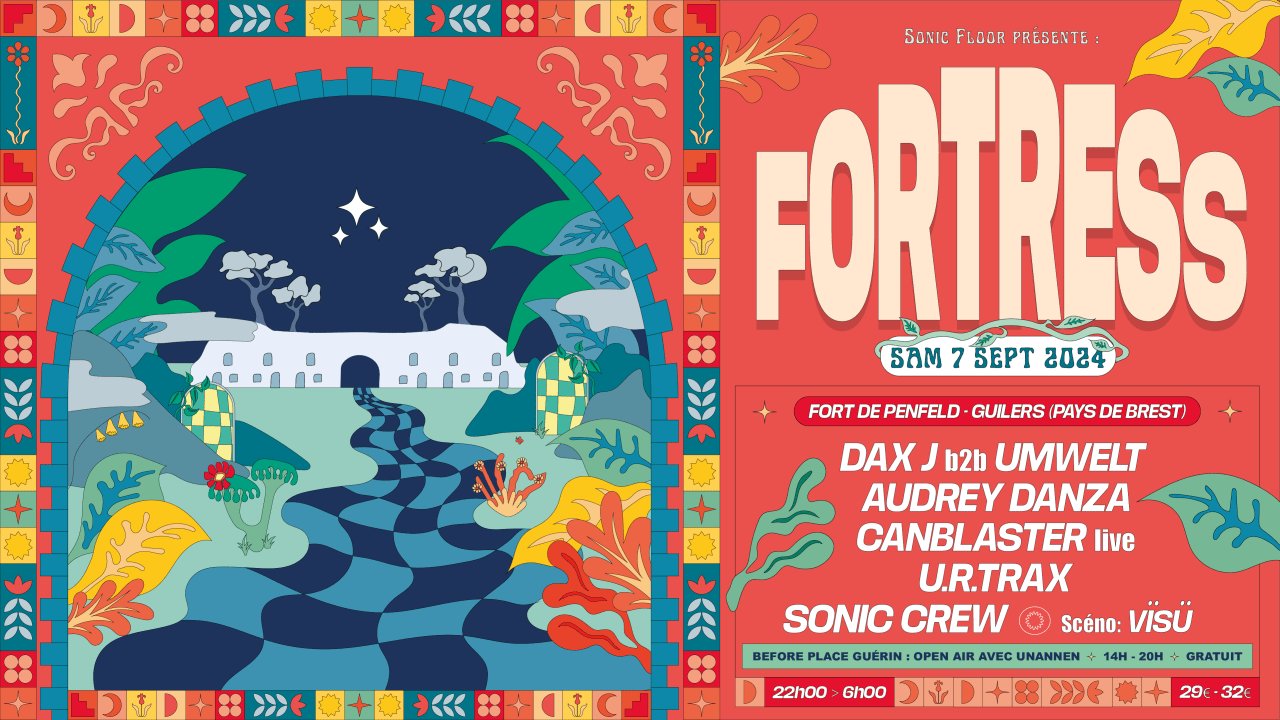 SONIC FLOOR PRÉSENTE :
FORTRESS
SAM 7 SEPT 2024
FORT DE PENFELD - GUILERS (PAYS DE BREST)
DAX J b2b UMWELT
AUDREY DANZA
CANBLASTER live
U.R.TRAX
SONIC CREW Scéno: VÏSÜ
BEFORE PLACE GUÉRIN : OPEN AIR AVEC UNANNEN 14H - 20H GRATUIT
22h00 > 6h00 29€ - 32€